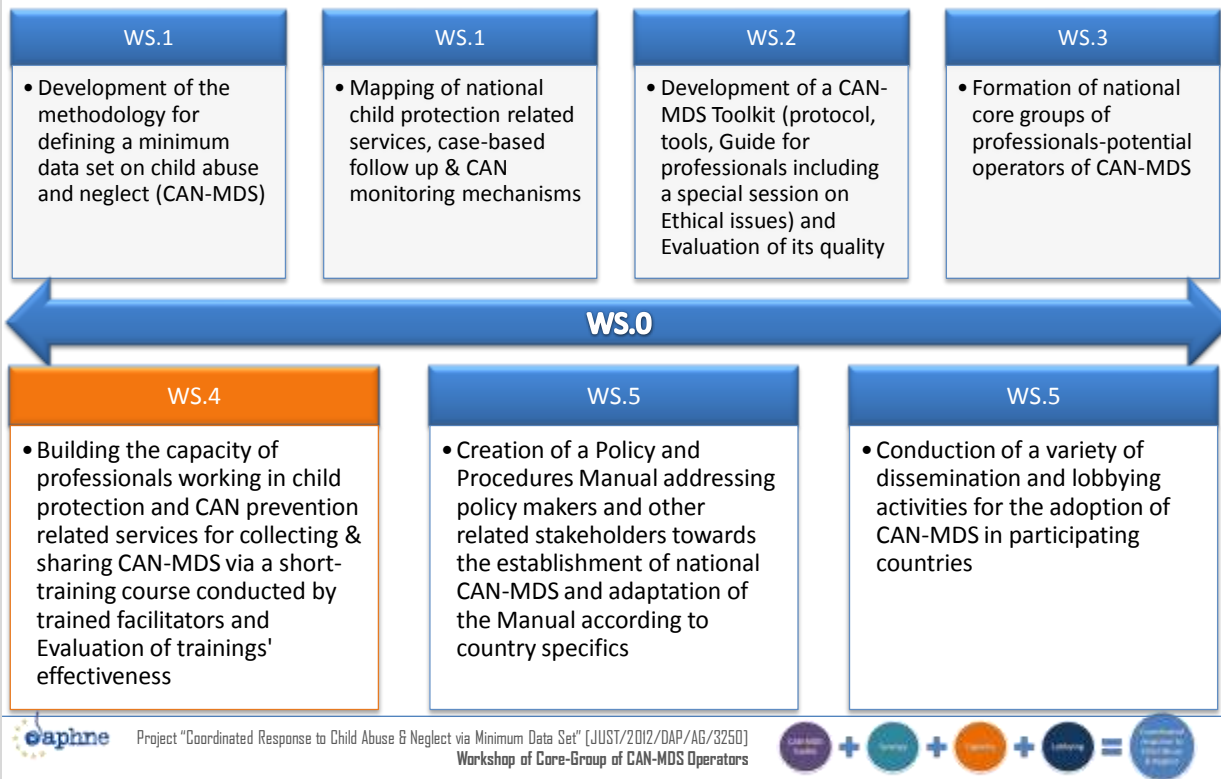 WS.1
• Development of the
methodology for
defining a minimum
data set on child abuse
and neglect (CAN-MDS)
WS.1
• Mapping of national
child protection related
services, case-based
follow up & CAN
monitoring mechanisms
WS.2
• Development of a CAN-
MDS Toolkit (protocol,
tools, Guide for
professionals including
a special session on
Ethical issues) and
Evaluation of its quality
WS.3
• Formation of national
core groups of
professionals-potential
operators of CAN-MDS
WS.0
WS.4
• Building the capacity of
professionals working in child
protection and CAN prevention
related services for collecting &
sharing CAN-MDS via a short-
training course conducted by
trained facilitators and
Evaluation of trainings'
effectiveness
WS.5
• Creation of a Policy and
Procedures Manual addressing
policy makers and other
related stakeholders towards
the establishment of national
CAN-MDS and adaptation of
the Manual according to
country specifics
WS.5
• Conduction of a variety of
dissemination and lobbying
activities for the adoption of
CAN-MDS in participating
countries
daphne
Project "Coordinated Response to Child Abuse & Neglect via Minimum Data Set" [JUST/2012/DAP/AG/3250]
Workshop of Core-Group of CAN-MDS Operators
CAN-MDS
Toolkit
+
+
Capacity
+
Lobbying
=